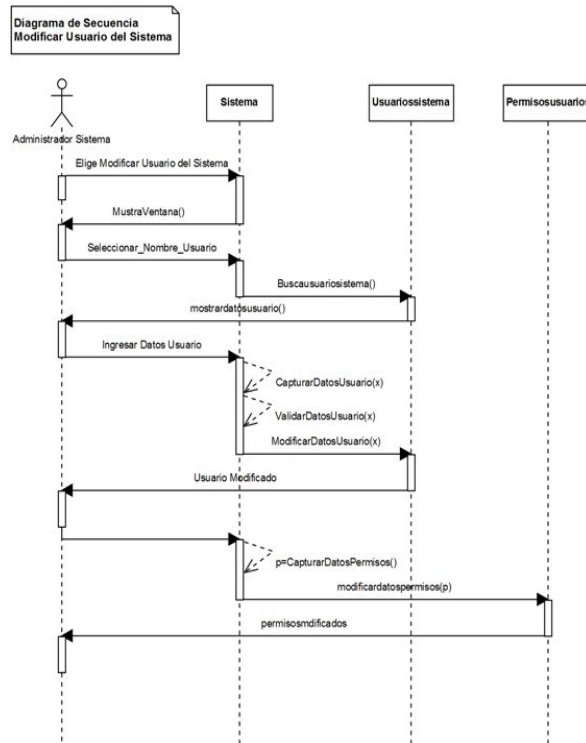 Diagrama de Secuencia
Modificar Usuario del Sistema
Sistema
Usuariossistema
Permisosusuarios
Administrador Sistema
Elige Modificar Usuario del Sistema
MustraVentana()
Seleccionar_Nombre_Usuario
Buscausuariosistema()
mostrardatosusuario()
Ingresar Datos Usuario
CapturarDatosUsuario(x)
ValidarDatosUsuario(x)
ModificarDatosUsuario(x)
Usuario Modificado
p=CapturarDatosPermisos()
modificardatospermisos(p)
permisosmdificados